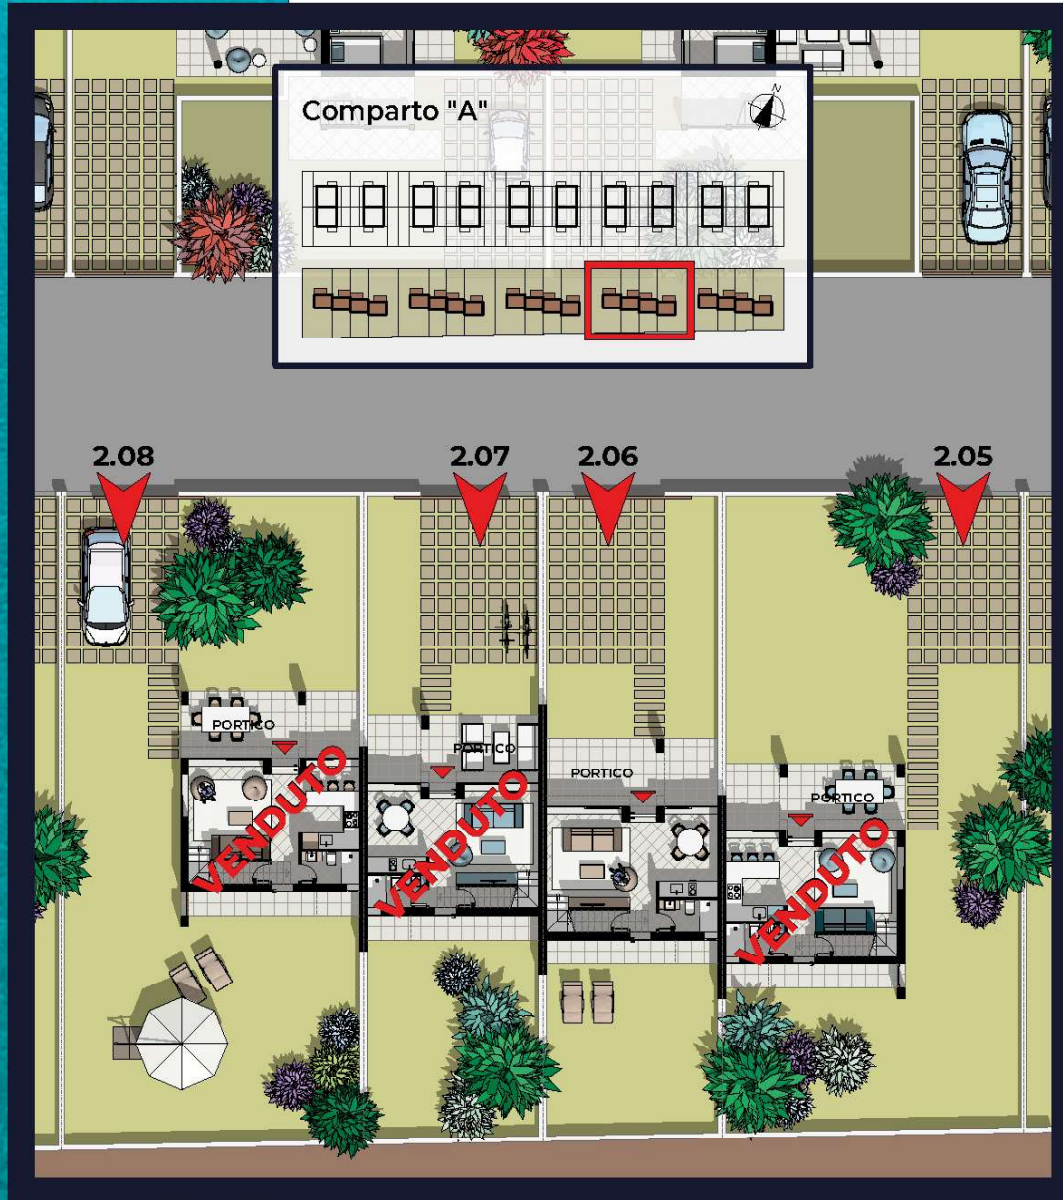 Comparto "A"
N
2.08
2.07
2.06
2.05
PORTICO
PORTICO
PORTICO
PORTICO
VENDUTO
VENDUTO
VENDUTO